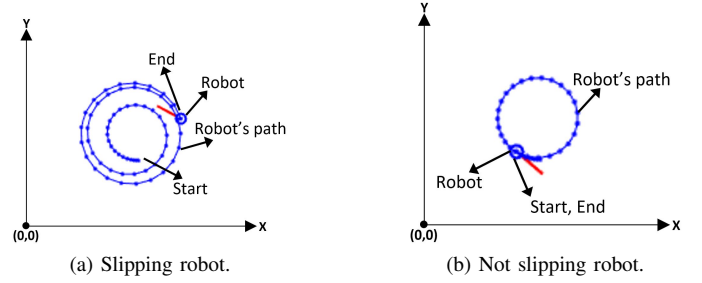 Y
End
Robot
Robot's path
Start
X
(0,0)
(a) Slipping robot.
Y
Robot's path
Robot
Start, End
X
(0,0)
(b) Not slipping robot.